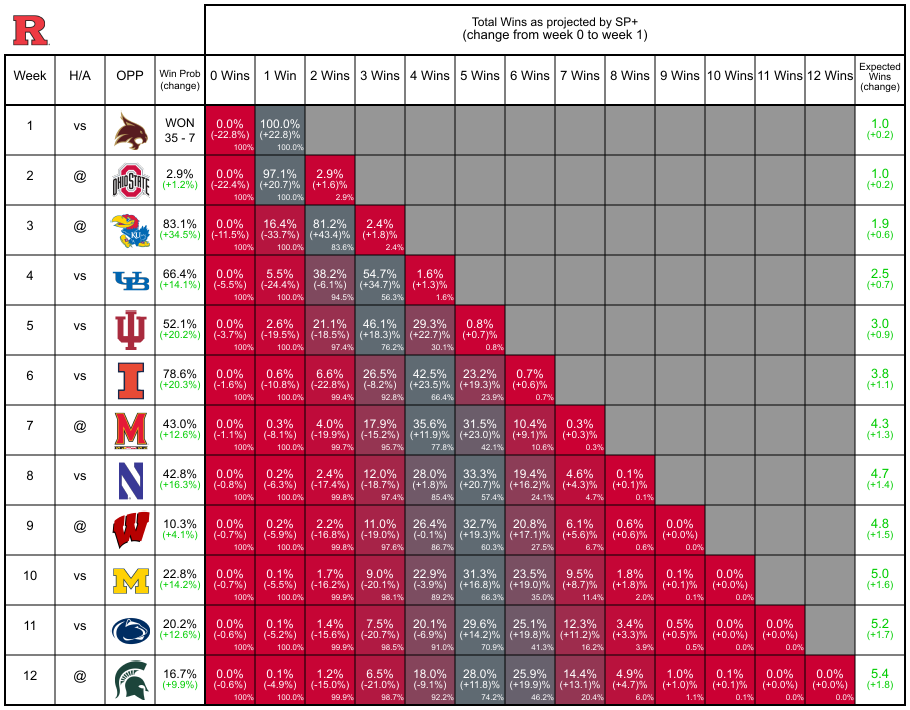 R
Total Wins as projected by SP+
(change from week 0 to week 1)
Week H/A OPP Win Prob (change) 0 Wins 1 Win 2 Wins 3 Wins 4 Wins 5 Wins 6 Wins 7 Wins 8 Wins 9 Wins 10 Wins 11 Wins 12 Wins Expected Wins (change)
1 vs WON 0.0% 100.0% 1.0
35 - 7 (-22.8%) (+22.8)% (+0.2)
100% 100.0%
2 @ OHIO STATE 2.9% 0.0% 97.1% 2.9% 1.0
(+1.2%) (-22.4%) (+20.7)% (+1.6)% (+0.2)
100% 100.0% 2.9%
3 @ KU 83.1% 0.0% 16.4% 81.2% 2.4% 1.9
(+34.5%) (-11.5%) (-33.7)% (+43.4)% (+1.8)% (+0.6)
100% 100.0% 83.6% 2.4%
4 vs UB 66.4% 0.0% 5.5% 38.2% 54.7% 1.6% 2.5
(+14.1%) (-5.5%) (-24.4)% (-6.1)% (+34.7)% (+1.3)% (+0.7)
100% 100.0% 94.5% 56.3% 1.6%
5 vs 52.1% 0.0% 2.6% 21.1% 46.1% 29.3% 0.8% 3.0
(+20.2%) (-3.7%) (-19.5)% (-18.5)% (+18.3)% (+22.7)% (+0.7)% (+0.9)
100% 100.0% 97.4% 76.2% 30.1% 0.8%
6 vs I 78.6% 0.0% 0.6% 6.6% 26.5% 42.5% 23.2% 0.7% 3.8
(+20.3%) (-1.6%) (-10.8)% (-22.8)% (-8.2)% (+23.5)% (+19.3)% (+0.6)% (+1.1)
100% 100.0% 99.4% 92.8% 66.4% 23.9% 0.7%
7 @ M 43.0% 0.0% 0.3% 4.0% 17.9% 35.6% 31.5% 10.4% 0.3% 4.3
(+12.6%) (-1.1%) (-8.1)% (-19.9)% (-15.2)% (+11.9)% (+23.0)% (+9.1)% (+0.3)% (+1.3)
100% 100.0% 99.7% 95.7% 77.8% 42.1% 10.6% 0.3%
8 vs N 42.8% 0.0% 0.2% 2.4% 12.0% 28.0% 33.3% 19.4% 4.6% 0.1% 4.7
(+16.3%) (-0.8%) (-6.3)% (-17.4)% (-18.7)% (+1.8)% (+20.7)% (+16.2)% (+4.3)% (+0.1)% (+1.4)
100% 100.0% 99.8% 97.4% 85.4% 57.4% 24.1% 4.7% 0.1%
9 @ W 10.3% 0.0% 0.2% 2.2% 11.0% 26.4% 32.7% 20.8% 6.1% 0.6% 0.0% 4.8
(+4.1%) (-0.7%) (-5.9)% (-16.8)% (-19.0)% (-0.1)% (+19.3)% (+17.1)% (+5.6)% (+0.6)% (+0.0)% (+1.5)
100% 100.0% 99.8% 97.6% 86.7% 60.3% 27.5% 6.7% 0.6% 0.0%
10 vs M 22.8% 0.0% 0.1% 1.7% 9.0% 22.9% 31.3% 23.5% 9.5% 1.8% 0.1% 0.0% 5.0
(+14.2%) (-0.7%) (-5.5)% (-16.2)% (-20.1)% (-3.9)% (+16.8)% (+19.0)% (+8.7)% (+1.8)% (+0.1)% (+0.0)% (+1.6)
100% 100.0% 99.9% 98.1% 89.2% 66.3% 35.0% 11.4% 2.0% 0.1% 0.0%
11 vs 20.2% 0.0% 0.1% 1.4% 7.5% 20.1% 29.6% 25.1% 12.3% 3.4% 0.5% 0.0% 0.0% 5.2
(+12.6%) (-0.6%) (-5.2)% (-15.6)% (-20.7)% (-6.9)% (+14.2)% (+19.8)% (+11.2)% (+3.3)% (+0.5)% (+0.0)% (+0.0)% (+1.7)
100% 100.0% 99.9% 98.5% 91.0% 70.9% 41.3% 16.2% 3.9% 0.5% 0.0% 0.0%
12 @ 16.7% 0.0% 0.1% 1.2% 6.5% 18.0% 28.0% 25.9% 14.4% 4.9% 1.0% 0.1% 0.0% 0.0% 5.4
(+9.9%) (-0.6%) (-4.9)% (-15.0)% (-21.0)% (-9.1)% (+11.8)% (+19.9)% (+13.1)% (+4.7)% (+1.0)% (+0.1)% (+0.0)% (+0.0)% (+1.8)
100% 100.0% 99.9% 98.7% 92.2% 74.2% 46.2% 20.4% 6.0% 1.1% 0.1% 0.0% 0.0%